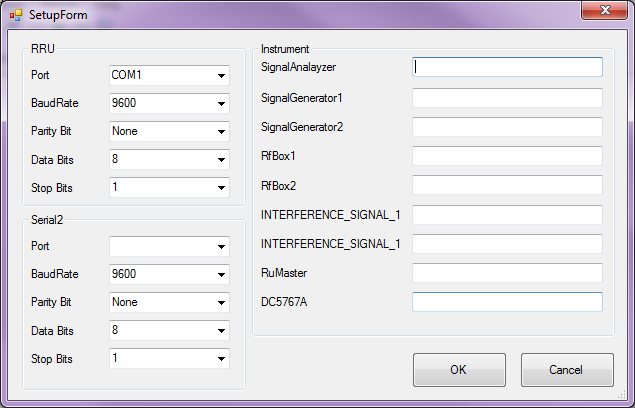 SetupForm
RRU
Port COM1
BaudRate 9600
Parity Bit None
Data Bits 8
Stop Bits 1
Serial2
Port
BaudRate 9600
Parity Bit None
Data Bits 8
Stop Bits 1
Instrument
SignalAnalayzer
SignalGenerator1
SignalGenerator2
RfBox1
RfBox2
INTERFERENCE_SIGNAL_1
INTERFERENCE_SIGNAL_1
RuMaster
DC5767A
OK Cancel